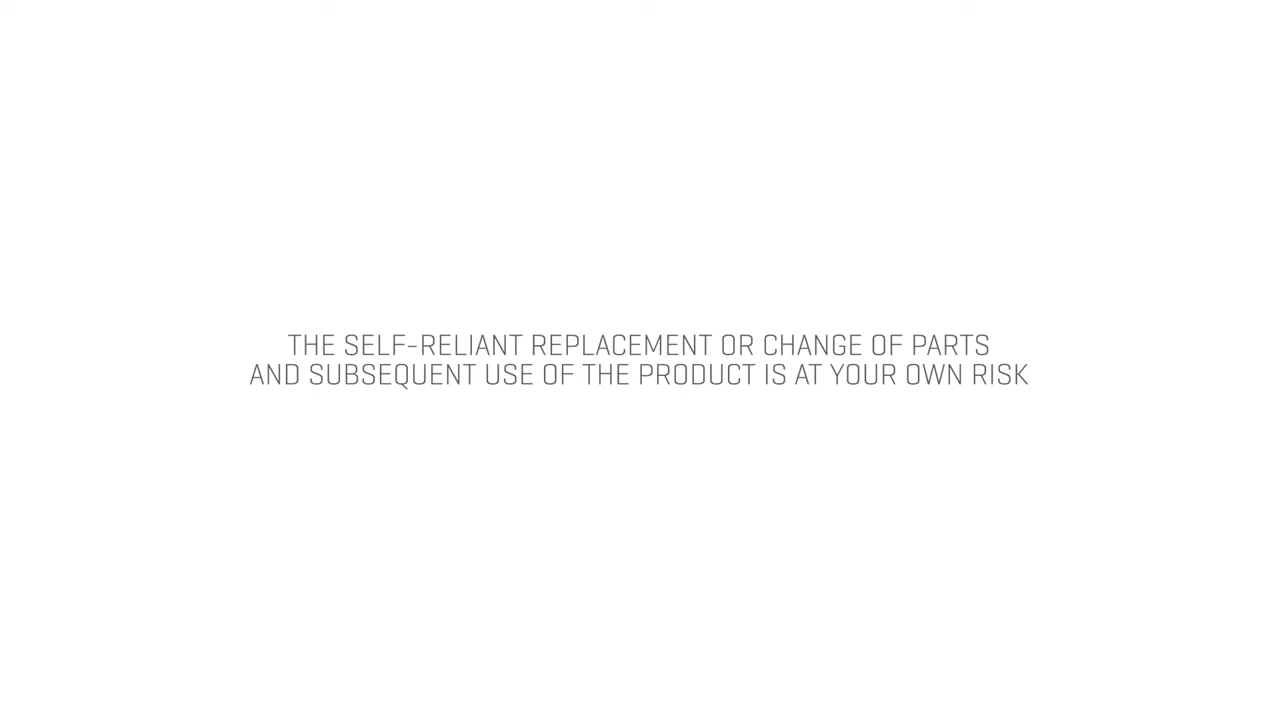 THE SELF-RELIANT REPLACEMENT OR CHANGE OF PARTS
AND SUBSEQUENT USE OF THE PRODUCT IS AT YOUR OWN RISK